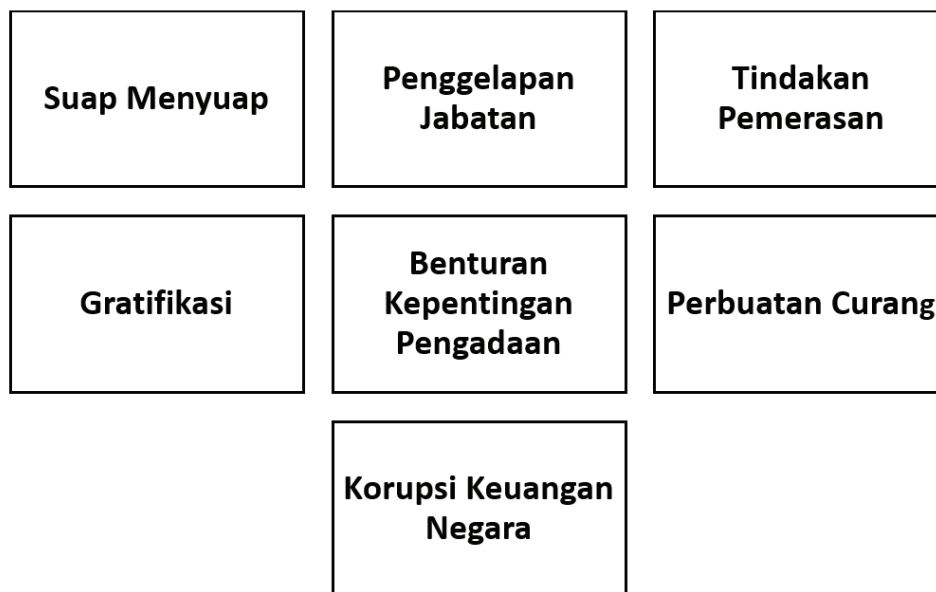 Suap Menyuap
Penggelapan
Jabatan
Tindakan
Pemerasan
Gratifikasi
Benturan
Kepentingan
Pengadaan
Perbuatan Curang
Korupsi Keuangan
Negara